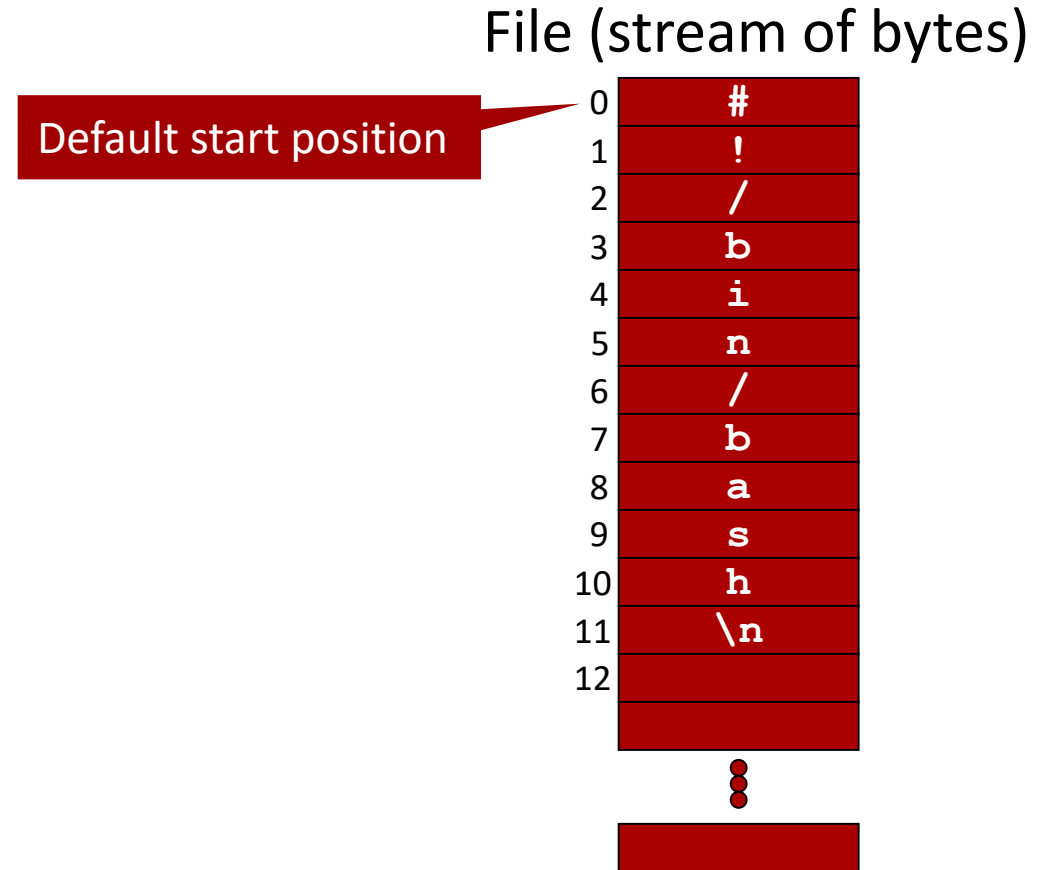 File (stream of bytes)
Default start position
0 #
1 !
2 /
3 b
4 i
5 n
6 /
7 b
8 a
9 s
10 h
11 \n
12